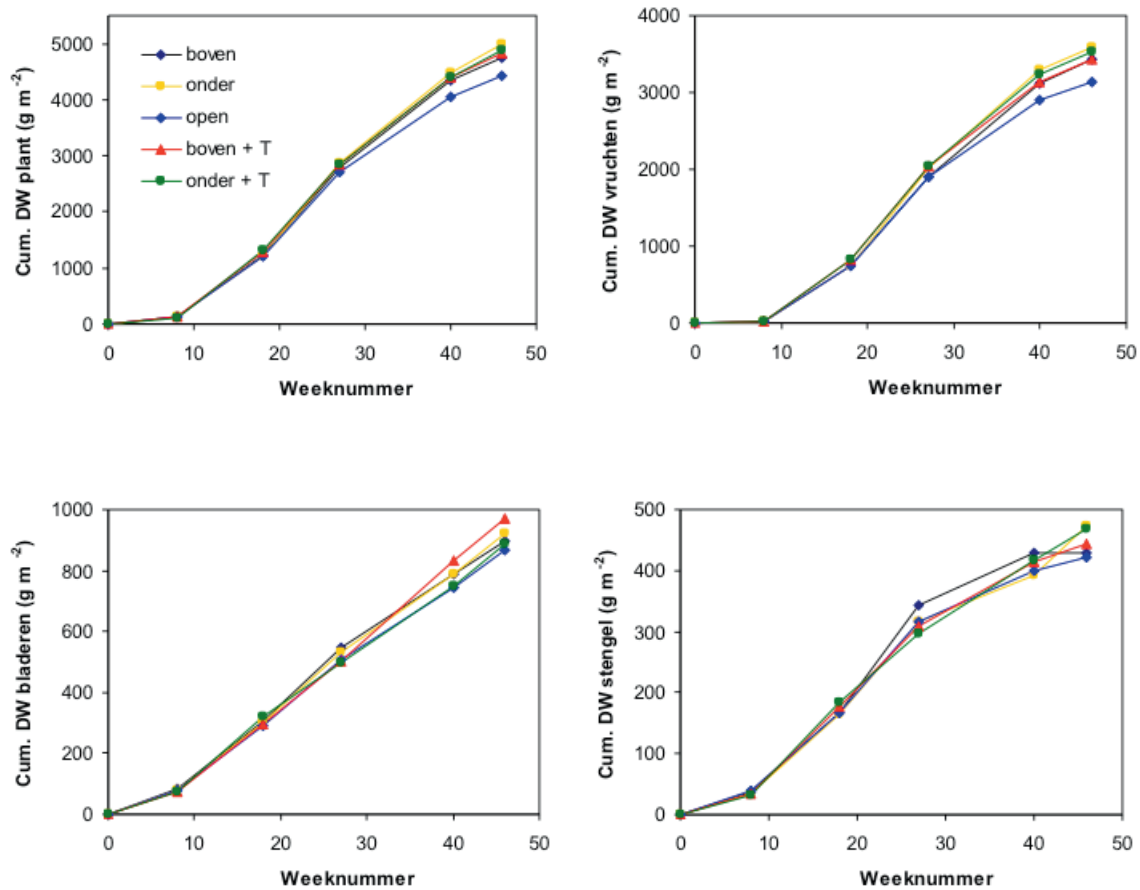 Cum. DW plant (g m⁻²)
5000
4000
3000
2000
1000
0
boven
onder
open
boven + T
onder + T
0 10 20 30 40 50
Weeknummer
Cum. DW vruchten (g m⁻²)
4000
3000
2000
1000
0
0 10 20 30 40 50
Weeknummer
Cum. DW bladeren (g m⁻²)
1000
800
600
400
200
0
0 10 20 30 40 50
Weeknummer
Cum. DW stengel (g m⁻²)
500
400
300
200
100
0
0 10 20 30 40 50
Weeknummer